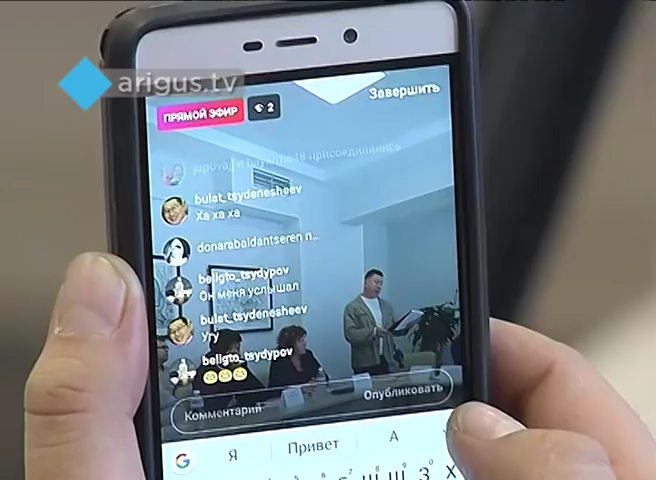 arigus.tv
Завершить
ПРЯМОЙ ЭФИР 2
присоединились
bulat_tsydenesheev
Ха ха ха
donarabaldantseren п...
beligto_tsydypov
Он меня услышал
bulat_tsydenesheev
Угу
beligto_tsydypov
Комментарий
Опубликовать
G Я Привет А